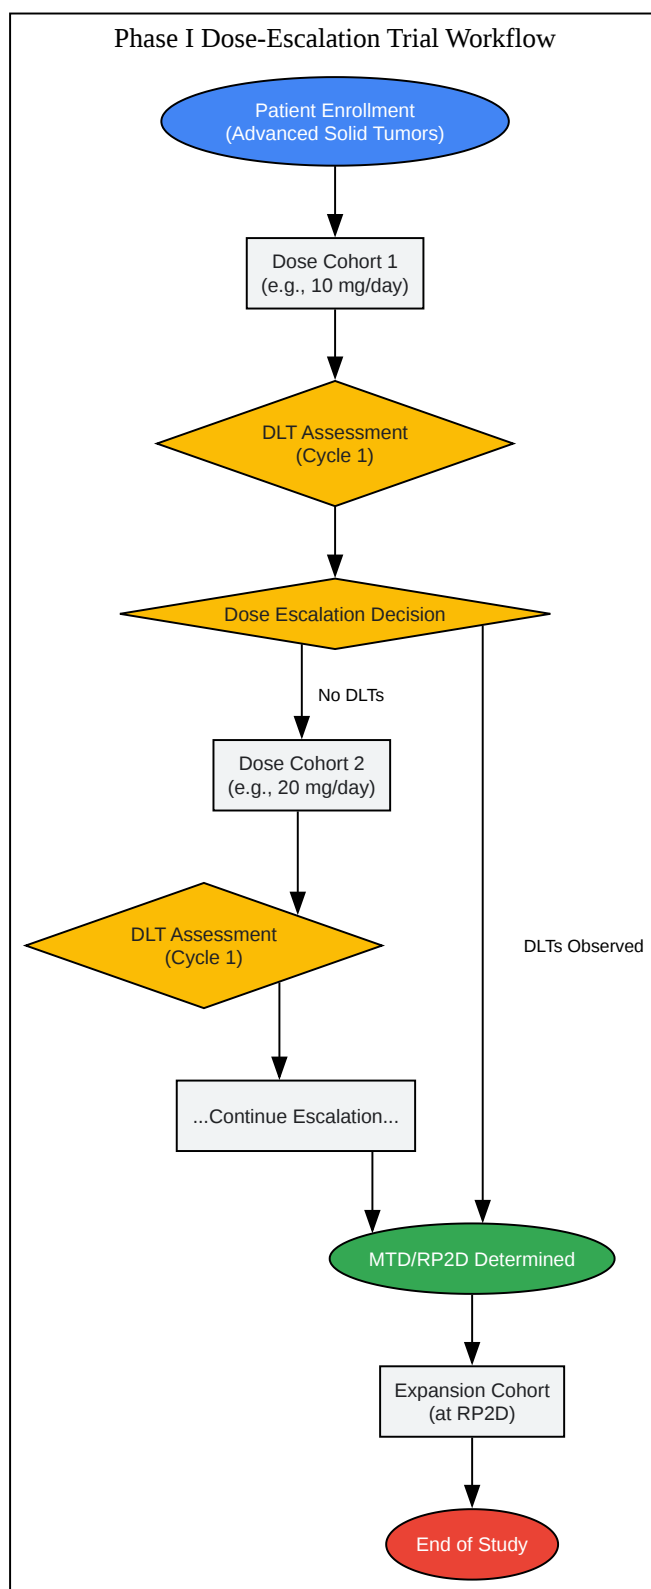 Phase I Dose-Escalation Trial Workflow
Patient Enrollment
(Advanced Solid Tumors)
Dose Cohort 1
(e.g., 10 mg/day)
DLT Assessment
(Cycle 1)
Dose Escalation Decision
No DLTs
Dose Cohort 2
(e.g., 20 mg/day)
DLT Assessment
(Cycle 1)
DLTs Observed
...Continue Escalation...
MTD/RP2D Determined
Expansion Cohort
(at RP2D)
End of Study